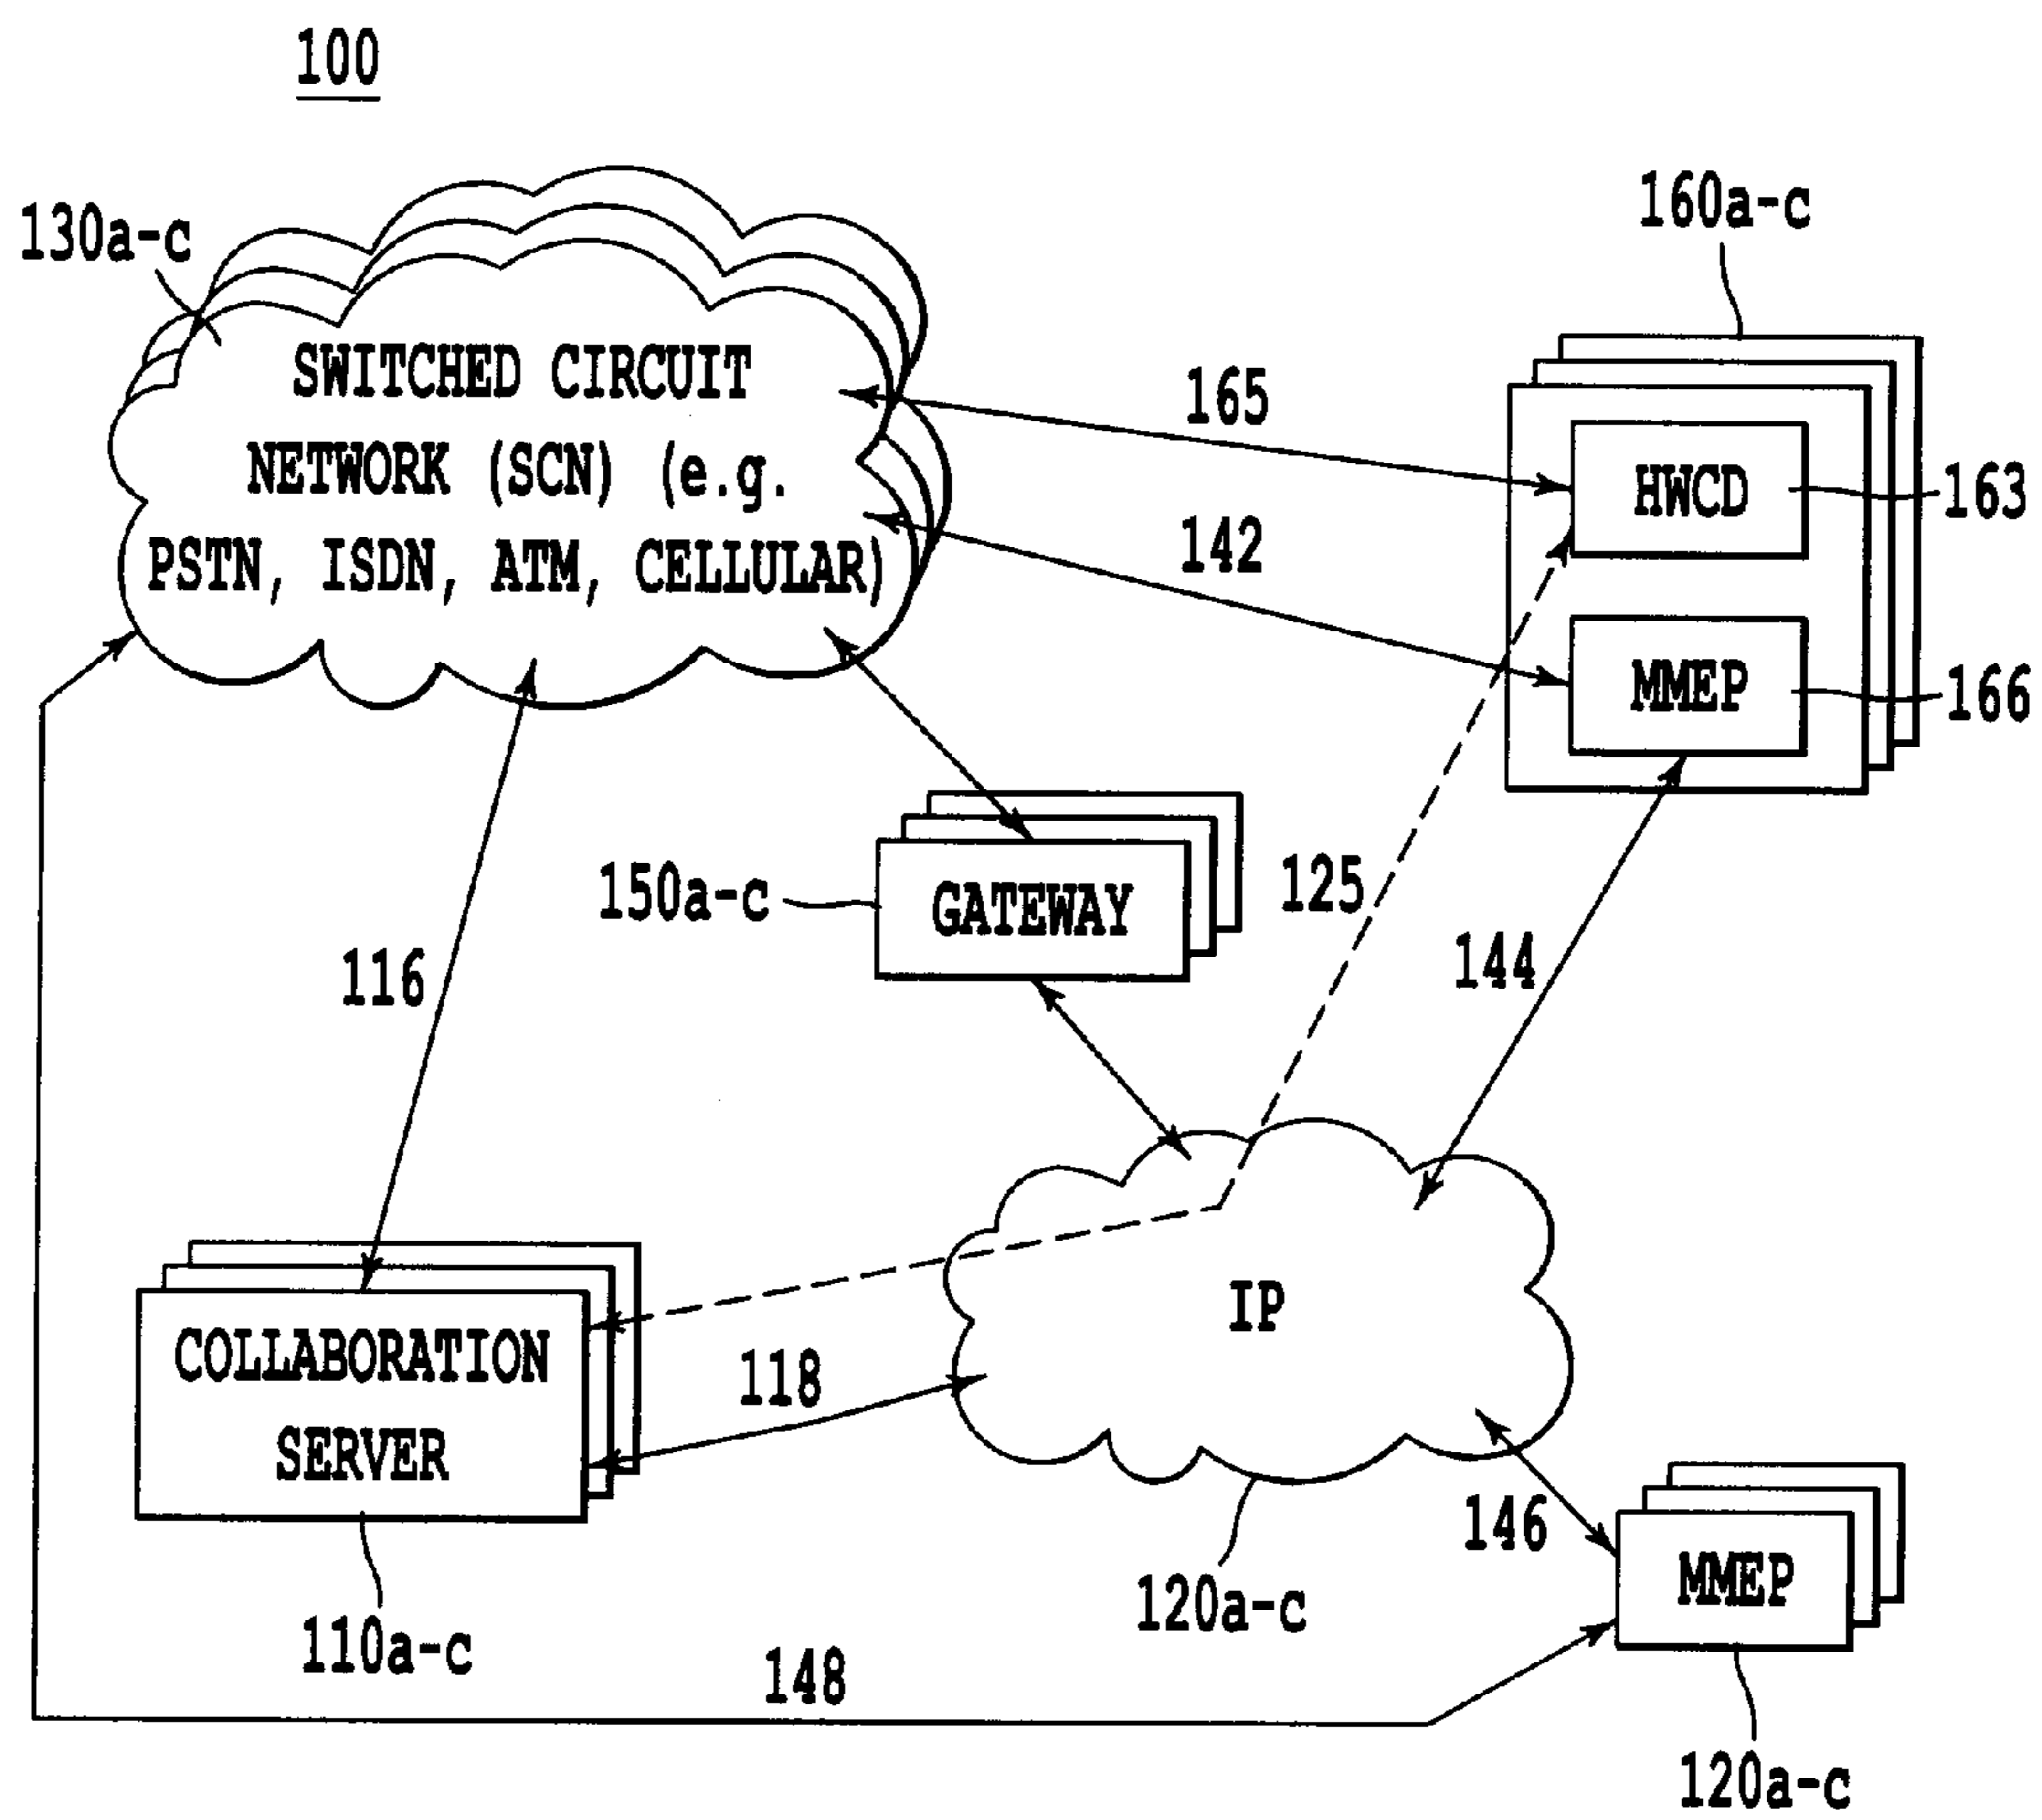 100
130a-c
160a-c
SWITCHED CIRCUIT
NETWORK (SCN) (e.g.
PSTN, ISDN, ATM, CELLULAR)
165
HWCD
163
142
MMEP
166
150a-c
GATEWAY
125
144
116
COLLABORATION
SERVER
118
IP
146
MMEP
120a-c
110a-c
148
120a-c